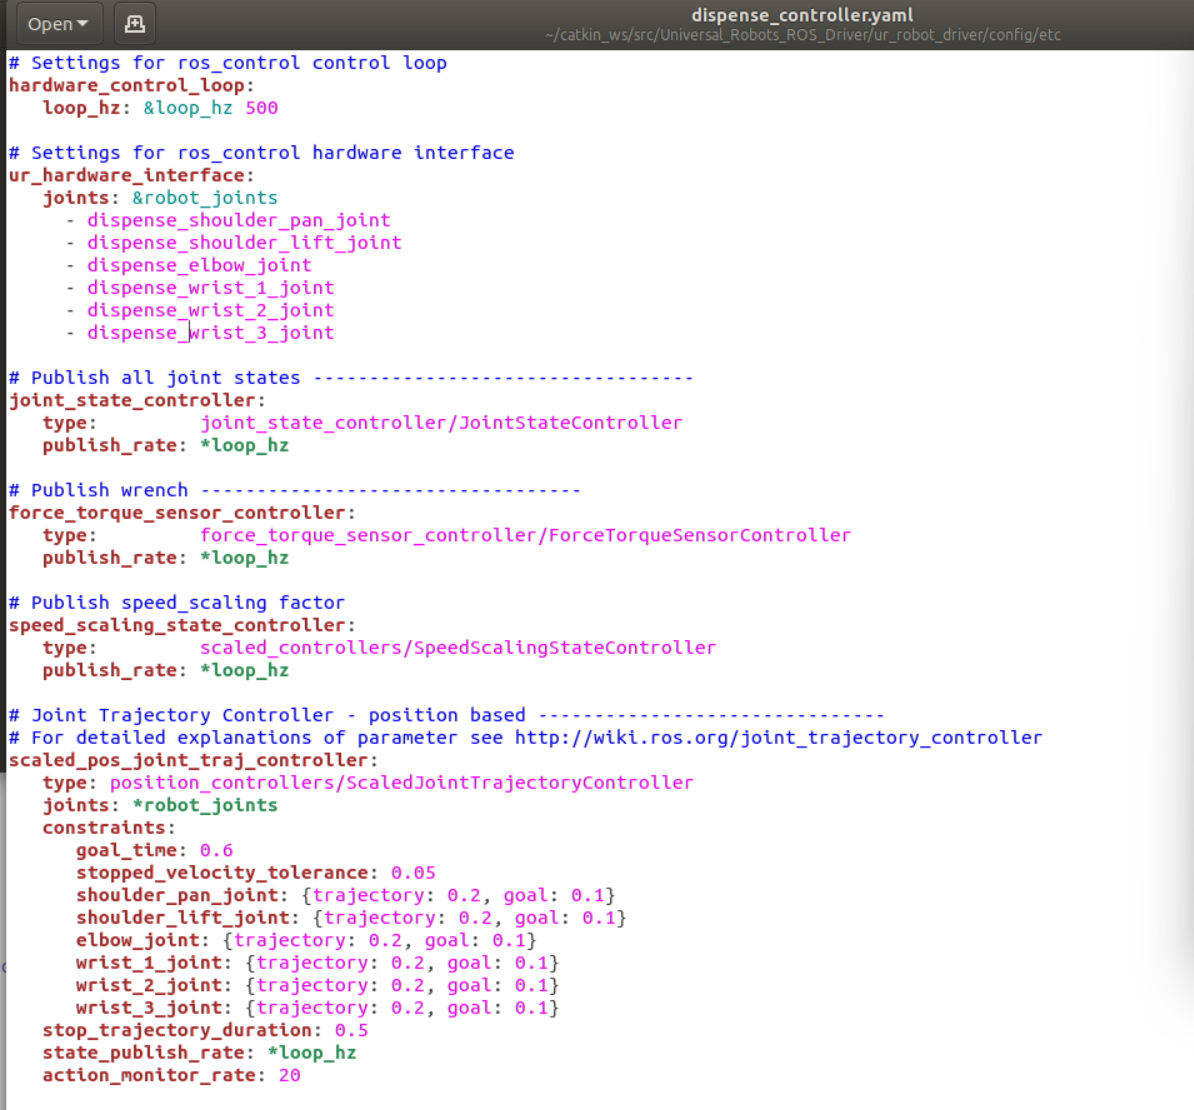 Open
dispense_controller.yaml
~/catkin_ws/src/Universal_Robots_ROS_Driver/ur_robot_driver/config/etc
# Settings for ros_control control loop
hardware_control_loop:
   loop_hz: &loop_hz 500

# Settings for ros_control hardware interface
ur_hardware_interface:
   joints: &robot_joints
     - dispense_shoulder_pan_joint
     - dispense_shoulder_lift_joint
     - dispense_elbow_joint
     - dispense_wrist_1_joint
     - dispense_wrist_2_joint
     - dispense_wrist_3_joint

# Publish all joint states ----------------------------------
joint_state_controller:
   type:         joint_state_controller/JointStateController
   publish_rate: *loop_hz

# Publish wrench ----------------------------------
force_torque_sensor_controller:
   type:         force_torque_sensor_controller/ForceTorqueSensorController
   publish_rate: *loop_hz

# Publish speed_scaling factor
speed_scaling_state_controller:
   type:         scaled_controllers/SpeedScalingStateController
   publish_rate: *loop_hz

# Joint Trajectory Controller - position based -------------------------------
# For detailed explanations of parameter see http://wiki.ros.org/joint_trajectory_controller
scaled_pos_joint_traj_controller:
   type: position_controllers/ScaledJointTrajectoryController
   joints: *robot_joints
   constraints:
      goal_time: 0.6
      stopped_velocity_tolerance: 0.05
      shoulder_pan_joint: {trajectory: 0.2, goal: 0.1}
      shoulder_lift_joint: {trajectory: 0.2, goal: 0.1}
      elbow_joint: {trajectory: 0.2, goal: 0.1}
      wrist_1_joint: {trajectory: 0.2, goal: 0.1}
      wrist_2_joint: {trajectory: 0.2, goal: 0.1}
      wrist_3_joint: {trajectory: 0.2, goal: 0.1}
   stop_trajectory_duration: 0.5
   state_publish_rate: *loop_hz
   action_monitor_rate: 20